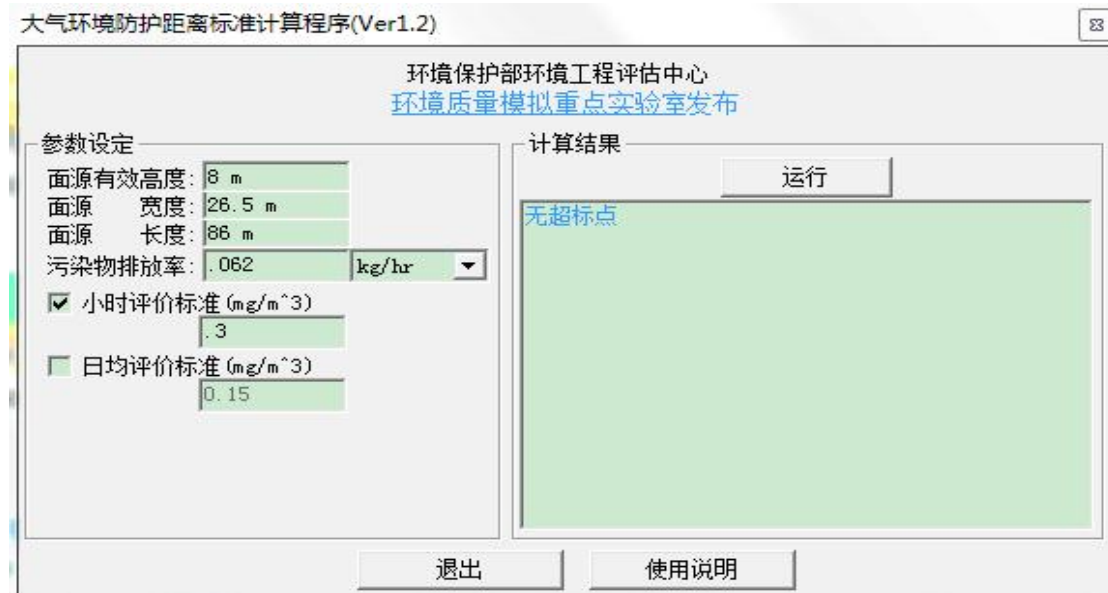 大气环境防护距离标准计算程序(Ver1.2)
环境保护部环境工程评估中心
环境质量模拟重点实验室发布
参数设定
面源有效高度: 8 m
面源 宽度: 26.5 m
面源 长度: 86 m
污染物排放率: .062 kg/hr
小时评价标准(mg/m^3)
.3
日均评价标准(mg/m^3)
0.15
计算结果
运行
无超标点
退出
使用说明